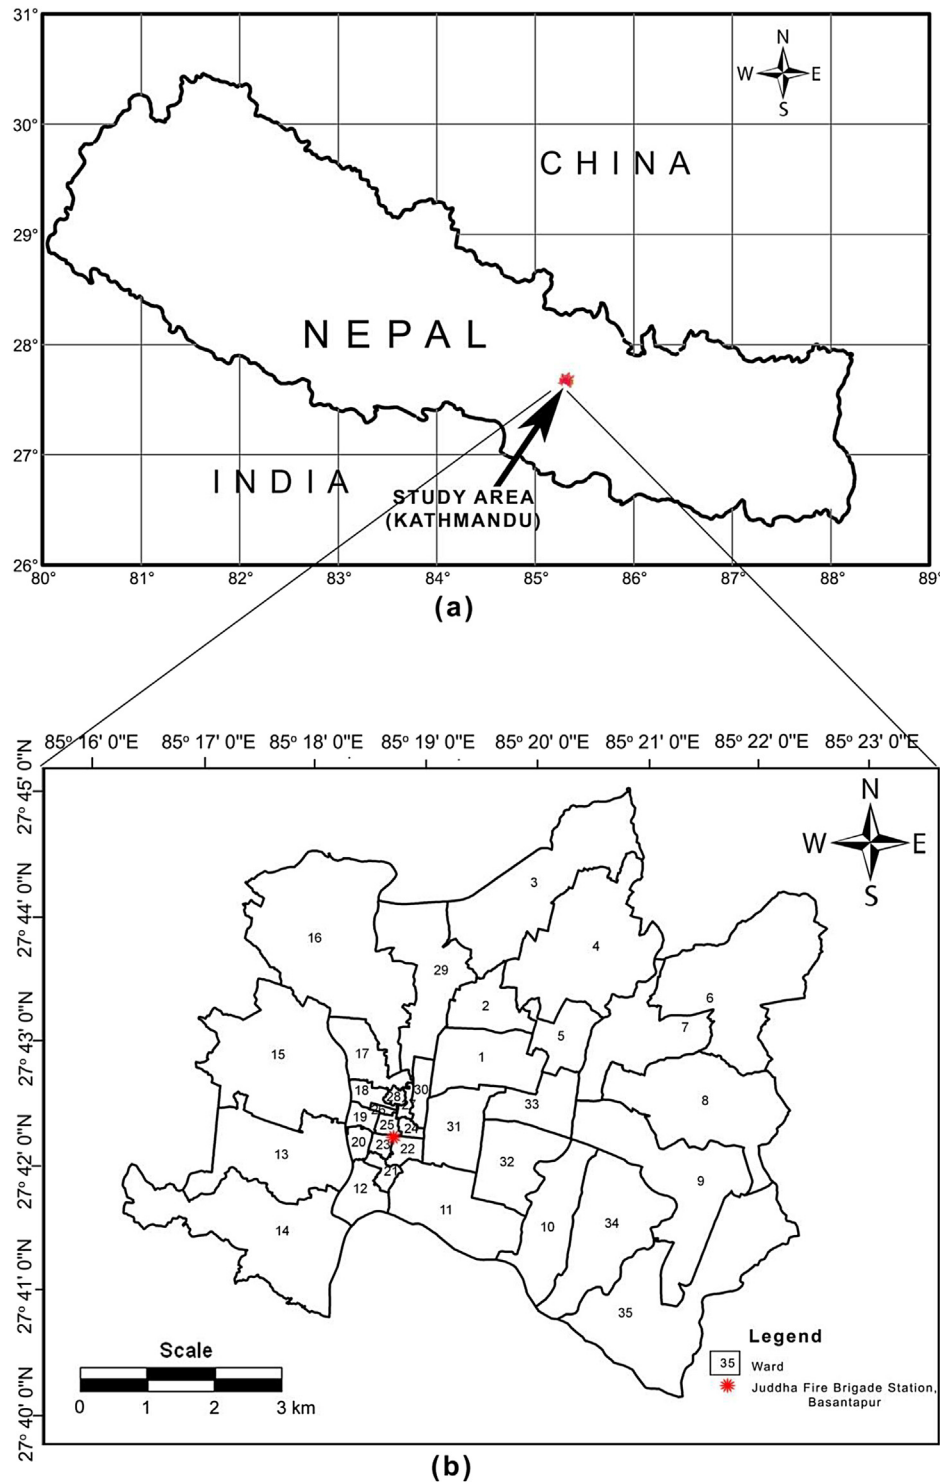 31°
N
W E
S
30°
CHINA
29°
NEPAL
28°
27°
INDIA
STUDY AREA
(KATHMANDU)
26°
80° 81° 82° 83° 84° 85° 86° 87° 88° 89°
(a)
85° 16' 0"E 85° 17' 0"E 85° 18' 0"E 85° 19' 0"E 85° 20' 0"E 85° 21' 0"E 85° 22' 0"E 85° 23' 0"E
27° 45' 0"N
N
W E
S
3
27° 44' 0"N
16
4
29
6
2
7
27° 43' 0"N
5
17
15
1
18
30
28
8
33
26
19
25
31
24
20
23
22
27° 42' 0"N
13
32
21
9
12
11
34
10
14
27° 41' 0"N
35
Legend
Scale
35 Ward
Juddha Fire Brigade Station,
Basantapur
0 1 2 3 km
27° 40' 0"N
(b)